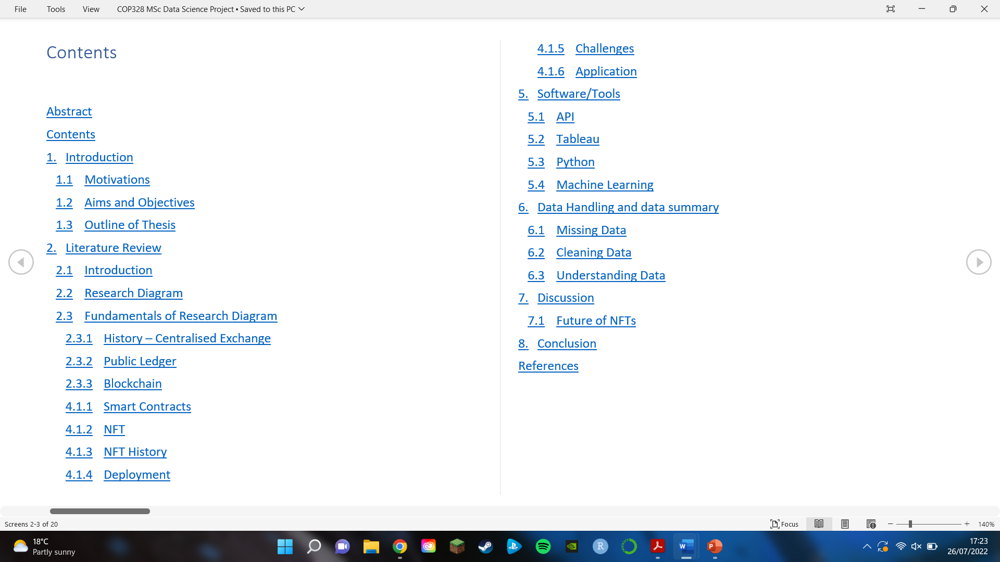 File Tools View COP328 MSc Data Science Project • Saved to this PC
Contents
Abstract
Contents
1. Introduction
1.1 Motivations
1.2 Aims and Objectives
1.3 Outline of Thesis
2. Literature Review
2.1 Introduction
2.2 Research Diagram
2.3 Fundamentals of Research Diagram
2.3.1 History – Centralised Exchange
2.3.2 Public Ledger
2.3.3 Blockchain
4.1.1 Smart Contracts
4.1.2 NFT
4.1.3 NFT History
4.1.4 Deployment
4.1.5 Challenges
4.1.6 Application
5. Software/Tools
5.1 API
5.2 Tableau
5.3 Python
5.4 Machine Learning
6. Data Handling and data summary
6.1 Missing Data
6.2 Cleaning Data
6.3 Understanding Data
7. Discussion
7.1 Future of NFTs
8. Conclusion
References
Screens 2-3 of 20
Focus
140%
18°C
Partly sunny
R
W
P
17:23
26/07/2022